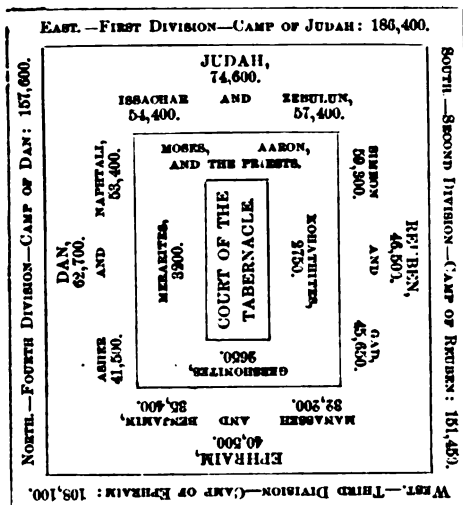 EAST.—FIRST DIVISION—CAMP OF JUDAH: 186,400.
JUDAH,
74,600.
ISSACHAR AND ZEBULUN,
54,400. 57,400.
MOSES, AARON,
AND THE PRIESTS.
COURT OF THE
TABERNACLE.
KOHATHITES,
2750.
GERSHONITES,
2650.
MERARITES,
3200.
SOUTH.—SECOND DIVISION—CAMP OF REUBEN: 151,450.
REUBEN,
46,500.
SIMEON AND GAD,
59,300. 45,650.
WEST.—THIRD DIVISION—CAMP OF EPHRAIM: 108,100.
EPHRAIM,
40,500.
MANASSEH AND BENJAMIN,
32,200. 35,400.
NORTH.—FOURTH DIVISION—CAMP OF DAN: 157,600.
DAN,
62,700.
ASHER AND NAPHTALI,
41,500. 53,400.